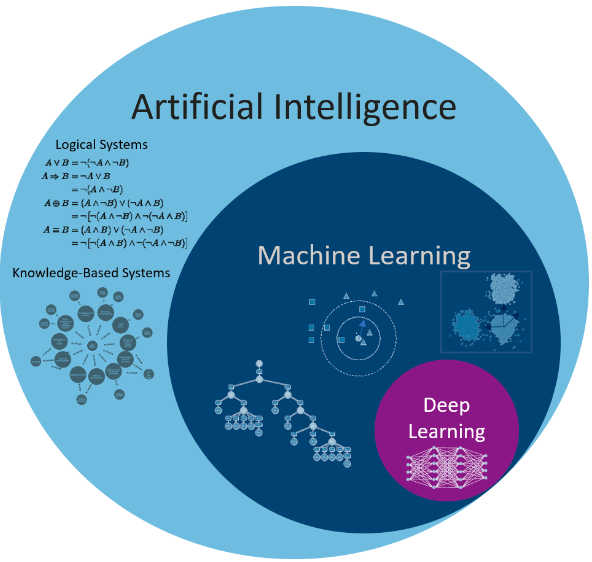 Artificial Intelligence
Logical Systems
A ∨ B = ¬(¬A ∧ ¬B)
A ⇒ B = ¬A ∨ B
= ¬(A ∧ ¬B)
A ⊕ B = (A ∧ ¬B) ∨ (¬A ∧ B)
= ¬[¬(A ∧ ¬B) ∧ ¬(¬A ∧ B)]
A ≡ B = (A ∧ B) ∨ (¬A ∧ ¬B)
= ¬[¬(A ∧ B) ∧ ¬(¬A ∧ ¬B)]
Machine Learning
Knowledge-Based Systems
Deep
Learning